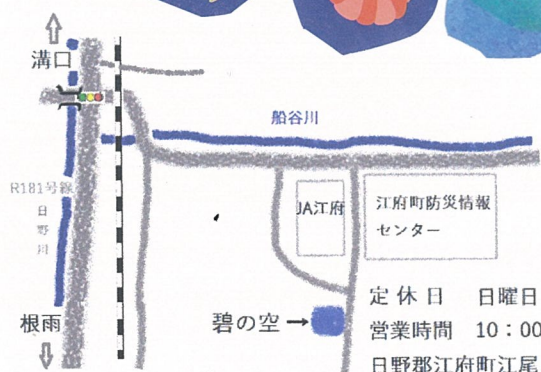 溝口
船谷川
R181号線
日野川
JA江府
江府町防災情報
センター
根雨
碧の空→
定休日 日曜日
営業時間 10：00
日野郡江府町江尾